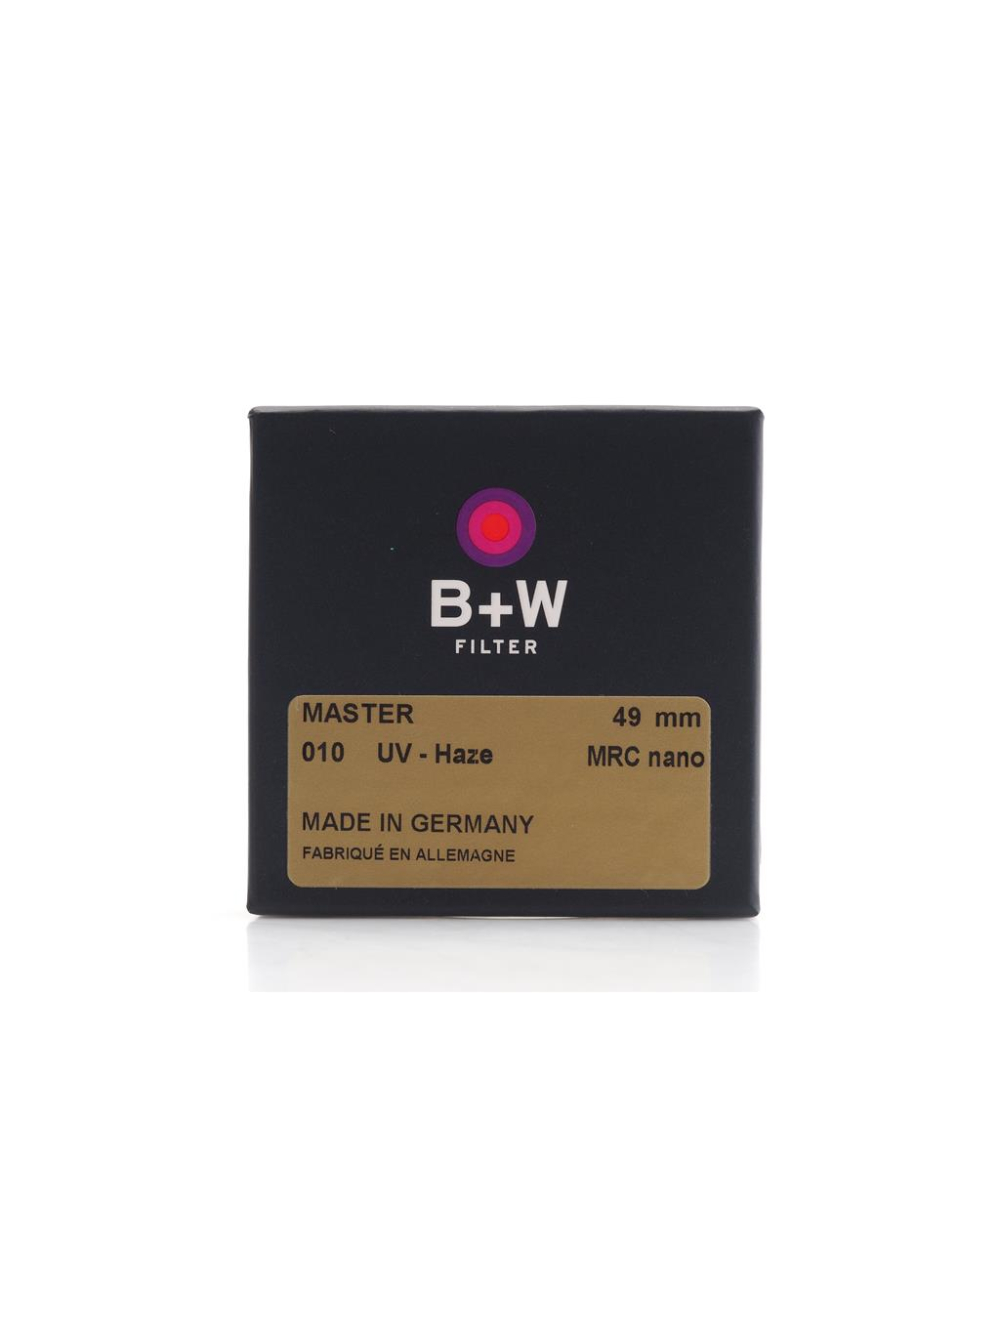 B+W
FILTER
MASTER 49 mm
010 UV - Haze MRC nano
MADE IN GERMANY
FABRIQUÉ EN ALLEMAGNE